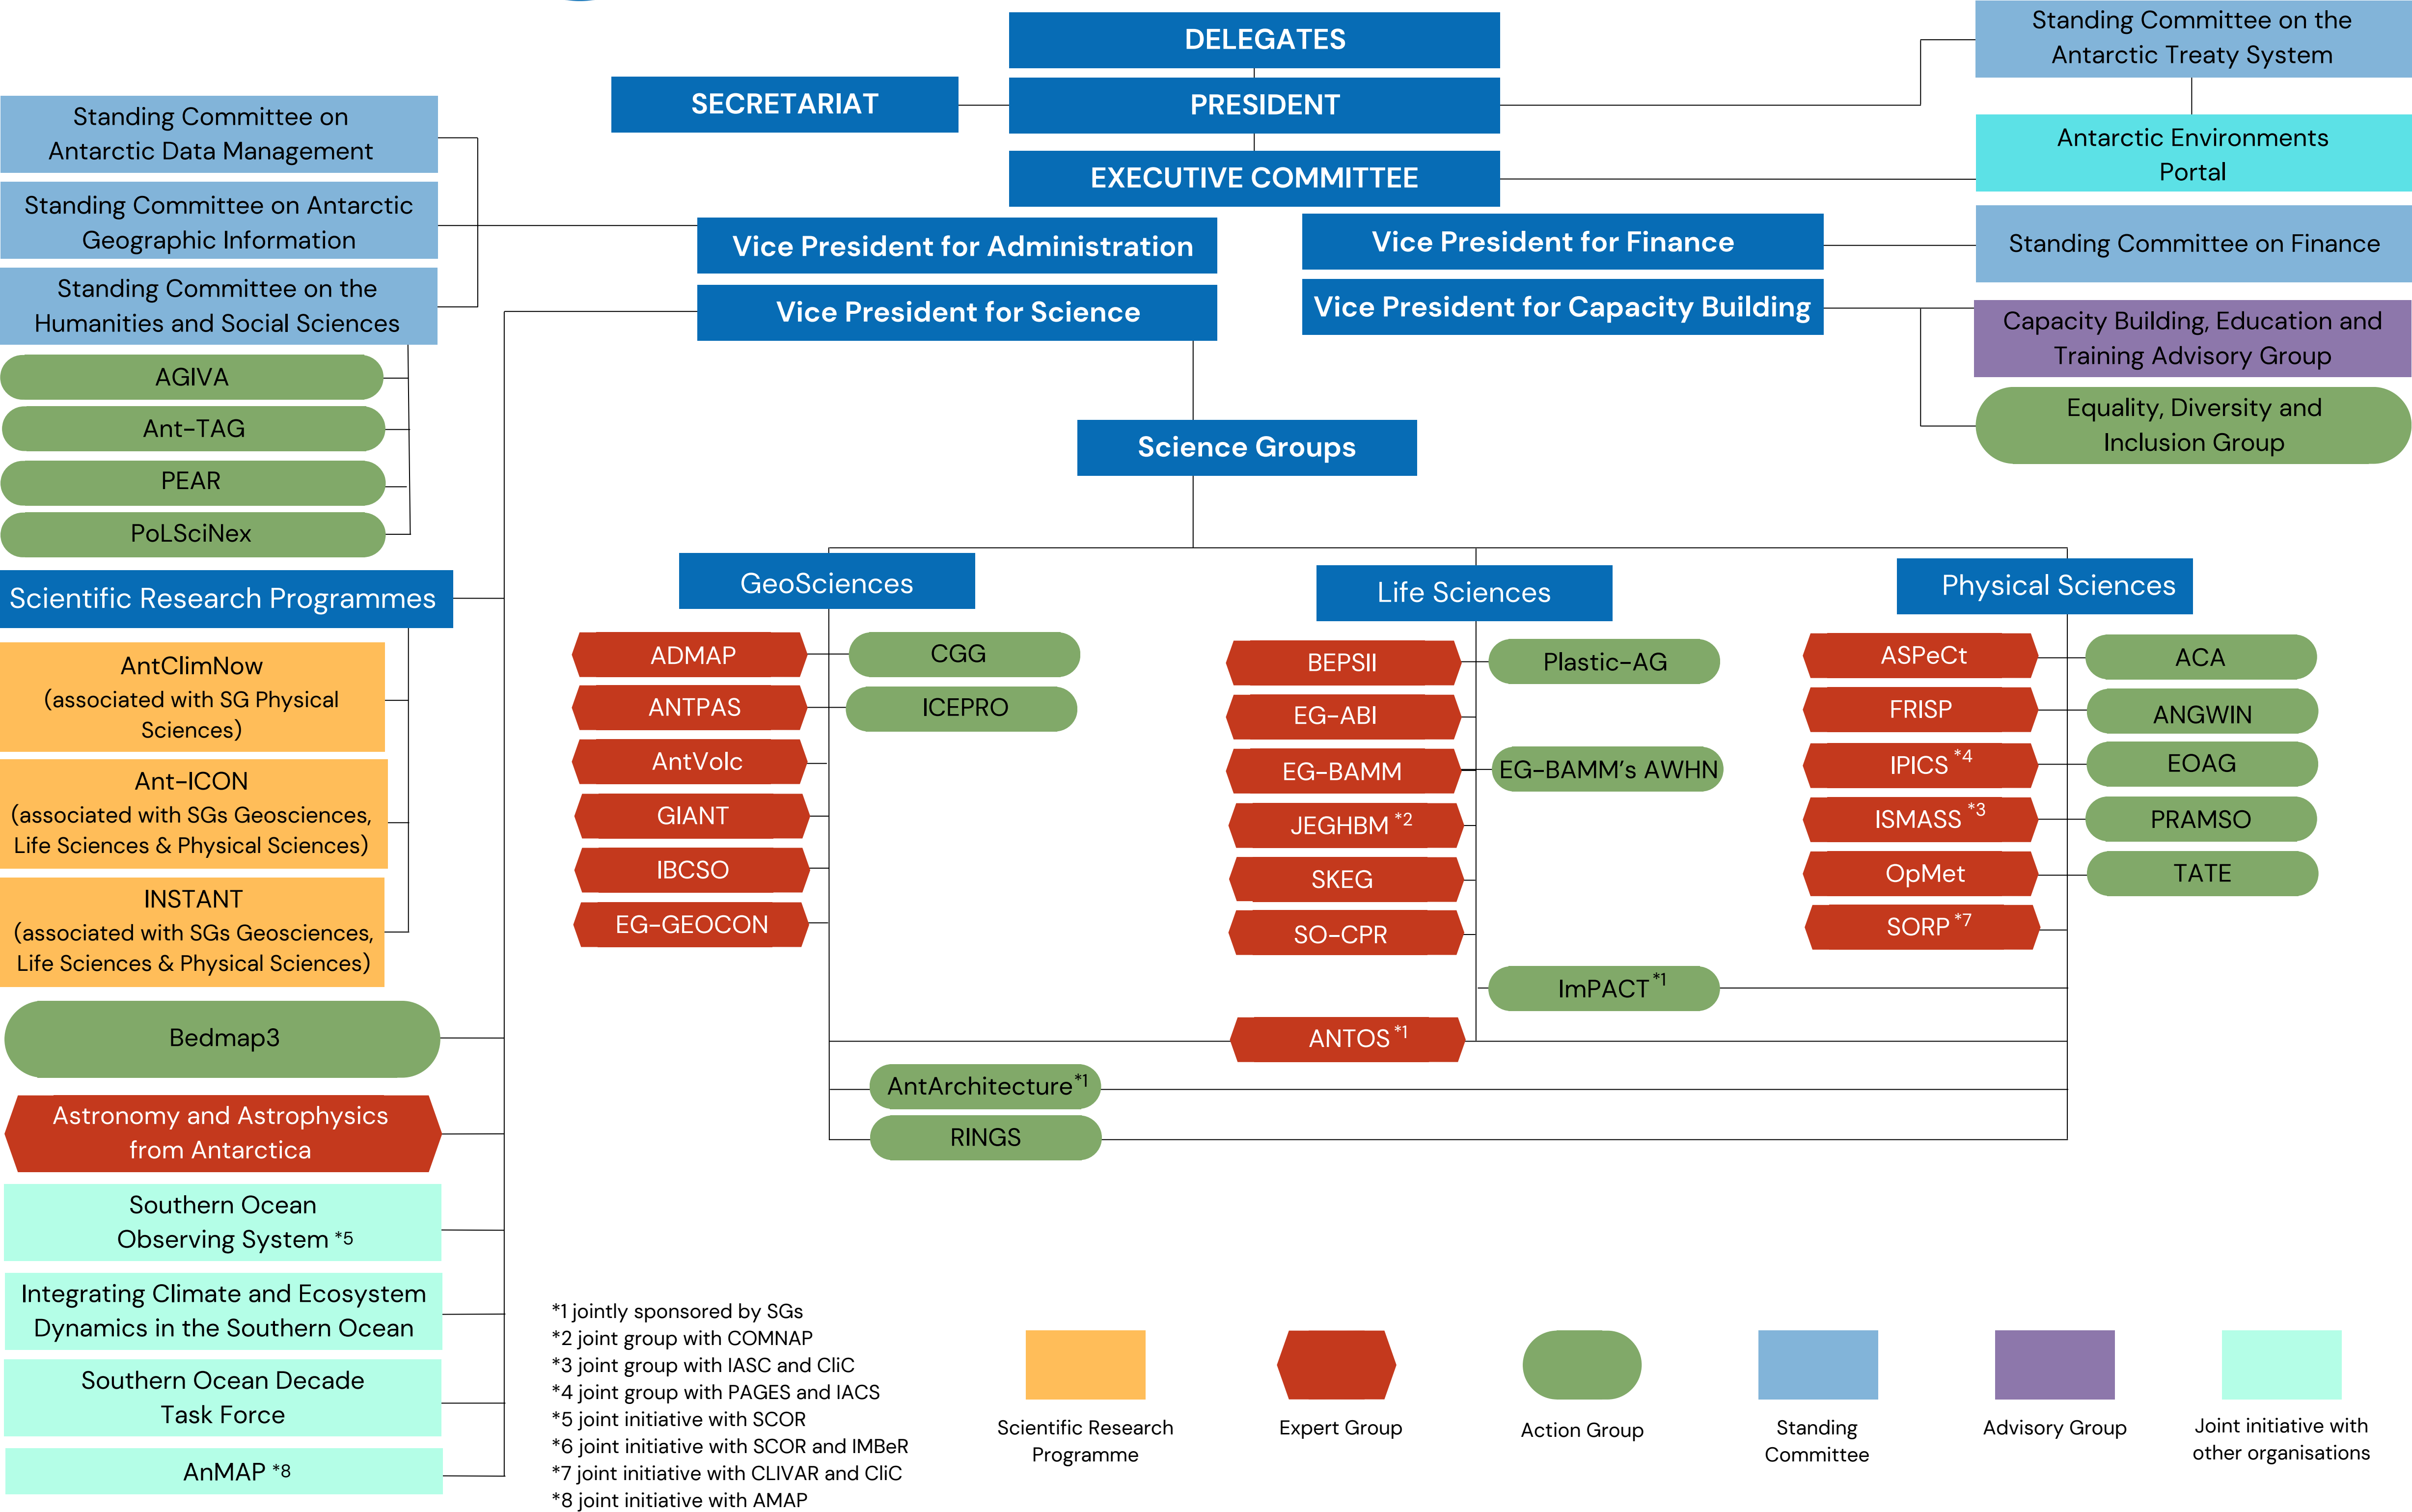 DELEGATES
SECRETARIAT
PRESIDENT
EXECUTIVE COMMITTEE
Standing Committee on the
Antarctic Treaty System
Antarctic Environments
Portal
Standing Committee on
Antarctic Data Management
Standing Committee on Antarctic
Geographic Information
Standing Committee on the
Humanities and Social Sciences
Vice President for Administration
Vice President for Science
Vice President for Finance
Vice President for Capacity Building
Standing Committee on Finance
Capacity Building, Education and
Training Advisory Group
Equality, Diversity and
Inclusion Group
AGIVA
Ant-TAG
PEAR
PoLSciNex
Science Groups
Scientific Research Programmes
AntClimNow
(associated with SG Physical
Sciences)
Ant-ICON
(associated with SGs Geosciences,
Life Sciences & Physical Sciences)
INSTANT
(associated with SGs Geosciences,
Life Sciences & Physical Sciences)
Bedmap3
Astronomy and Astrophysics
from Antarctica
Southern Ocean
Observing System *5
Integrating Climate and Ecosystem
Dynamics in the Southern Ocean
Southern Ocean Decade
Task Force
AnMAP *8
GeoSciences
ADMAP
ANTPAS
AntVolc
GIANT
IBCSO
EG-GEOCON
CGG
ICEPRO
Life Sciences
BEPSII
EG-ABI
EG-BAMM
JEGHBM *2
SKEG
SO-CPR
Plastic-AG
EG-BAMM's AWHN
ImPACT *1
ANTOS *1
Physical Sciences
ASPeCt
FRISP
IPICS *4
ISMASS *3
OpMet
SORP *7
ACA
ANGWIN
EOAG
PRAMSO
TATE
AntArchitecture *1
RINGS
*1 jointly sponsored by SGs
*2 joint group with COMNAP
*3 joint group with IASC and CliC
*4 joint group with PAGES and IACS
*5 joint initiative with SCOR
*6 joint initiative with SCOR and IMBeR
*7 joint initiative with CLIVAR and CliC
*8 joint initiative with AMAP
Scientific Research
Programme
Expert Group
Action Group
Standing
Committee
Advisory Group
Joint initiative with
other organisations